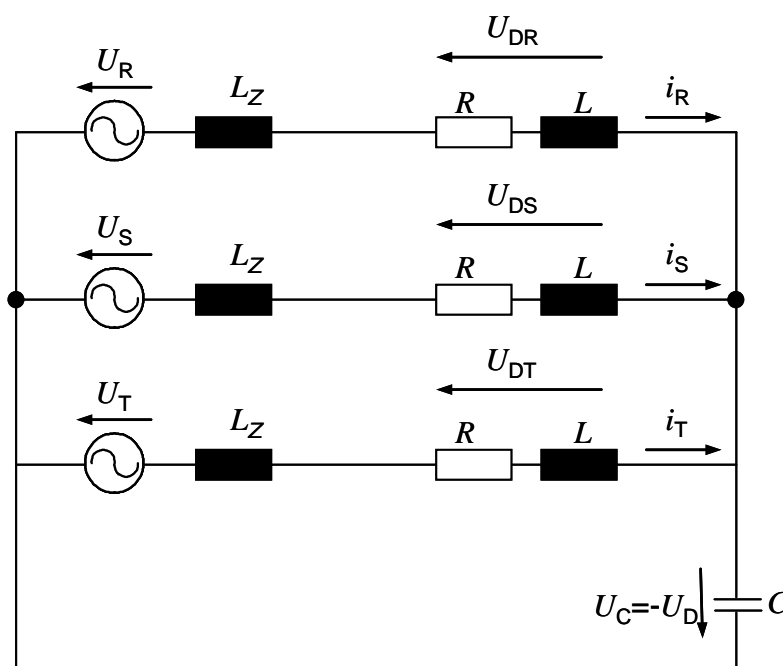 U_DR
U_R L_Z R L i_R
U_DS
U_S L_Z R L i_S
U_DT
U_T L_Z R L i_T
U_C=-U_D C